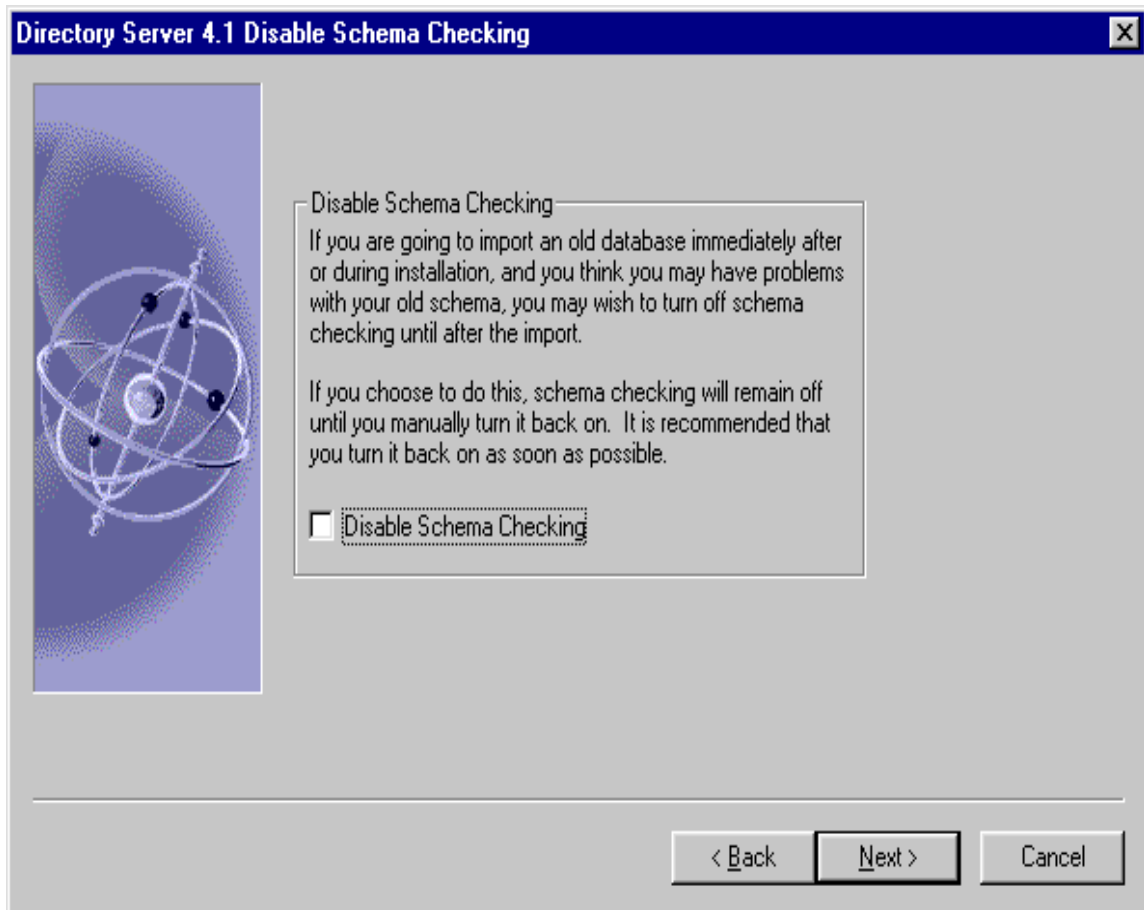 Directory Server 4.1 Disable Schema Checking
Disable Schema Checking
If you are going to import an old database immediately after
or during installation, and you think you may have problems
with your old schema, you may wish to turn off schema
checking until after the import.
If you choose to do this, schema checking will remain off
until you manually turn it back on.  It is recommended that
you turn it back on as soon as possible.
Disable Schema Checking
< Back
Next >
Cancel